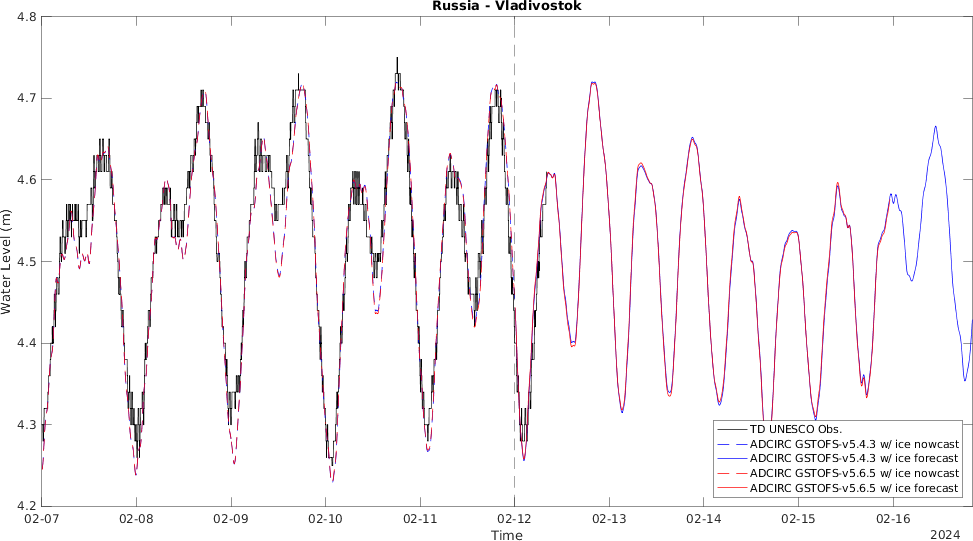 Russia - Vladivostok
4.8
4.7
4.6
4.5
4.4
4.3
4.2
Water Level (m)
TD UNESCO Obs.
ADCIRC GSTOFS-v5.4.3 w/ ice nowcast
ADCIRC GSTOFS-v5.4.3 w/ ice forecast
ADCIRC GSTOFS-v5.6.5 w/ ice nowcast
ADCIRC GSTOFS-v5.6.5 w/ ice forecast
02-07 02-08 02-09 02-10 02-11 02-12 02-13 02-14 02-15 02-16
Time
2024